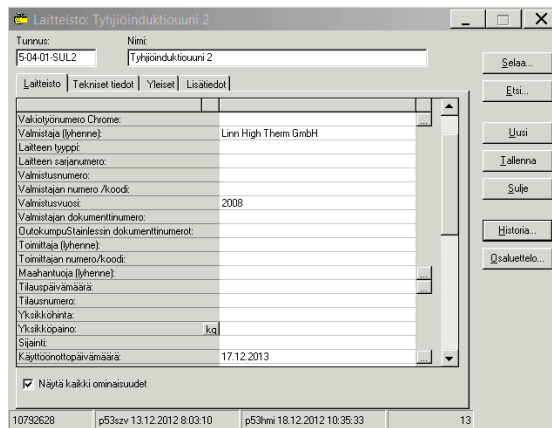 Laitteisto: Tyhjiöinduktiouuni 2
Tunnus: Nimi:
5-04-01-SUL2 Tyhjiöinduktiouuni 2
Selaa...
Etsi...
Uusi
Tallenna
Sulje
Historia...
Osaluettelo...
Laitteisto Tekniset tiedot Yleiset Lisätiedot
Vakiotyönumero Chrome: ...
Valmistaja (lyhenne): Linn High Therm GmbH
Laitteen tyyppi:
Laitteen sarjanumero:
Valmistusnumero:
Valmistajan numero /koodi:
Valmistusvuosi: 2008
Valmistajan dokumenttinumero:
OutokumpuStainlessin dokumenttinumerot:
Toimittaja (lyhenne):
Toimittajan numero/koodi:
Maahantuoja (lyhenne): ...
Tilauspäivämäärä: ...
Tilausnumero:
Yksikköhinta:
Yksikköpaino: kg
Sijainti:
Käyttöönottopäivämäärä: 17.12.2013 ...
Näytä kaikki ominaisuudet
10792628 p53szv 13.12.2012 8:03:10 p53hmi 18.12.2012 10:35:33 13